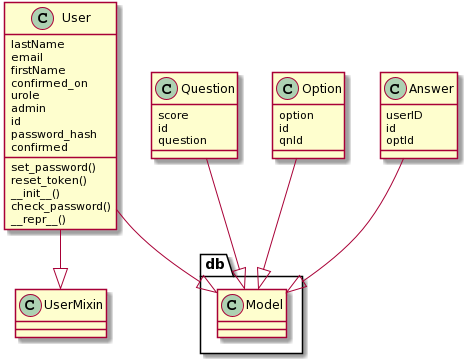 C User
lastName
email
firstName
confirmed_on
urole
admin
id
password_hash
confirmed
set_password()
reset_token()
__init__()
check_password()
__repr__()
C Question
score
id
question
C Option
option
id
qnId
C Answer
userID
id
optId
db
C UserMixin
C Model